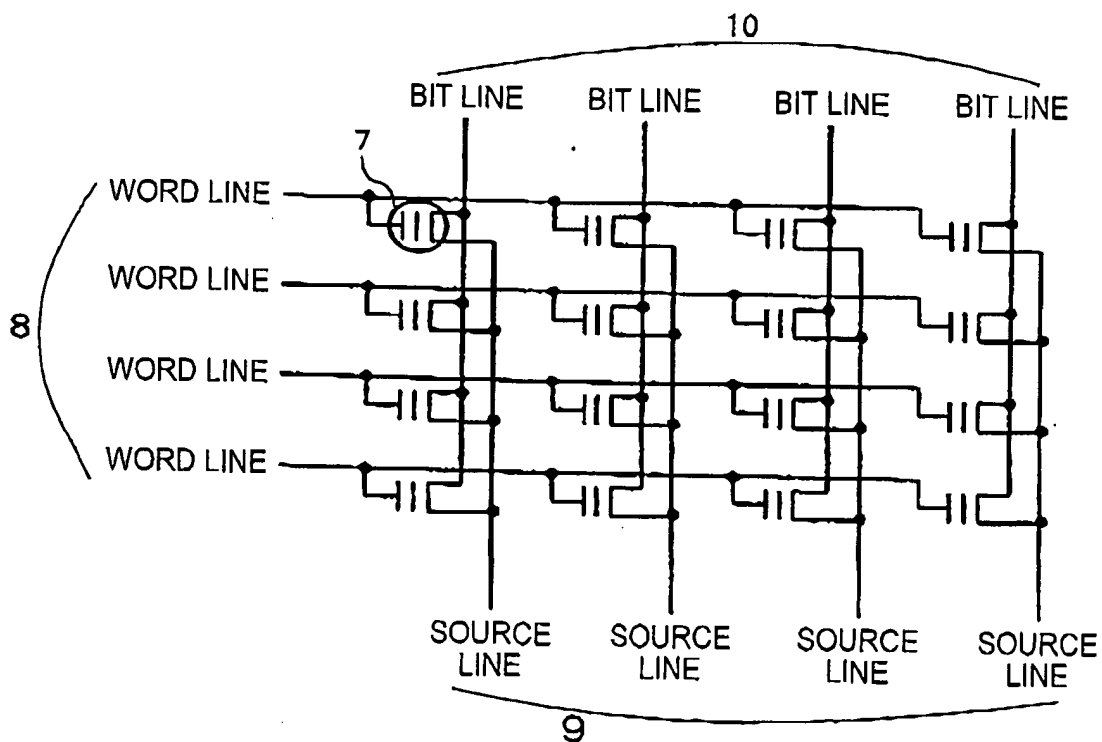 10
BIT LINE BIT LINE BIT LINE BIT LINE
7
WORD LINE
WORD LINE
8
WORD LINE
WORD LINE
SOURCE LINE SOURCE LINE SOURCE LINE SOURCE LINE
9